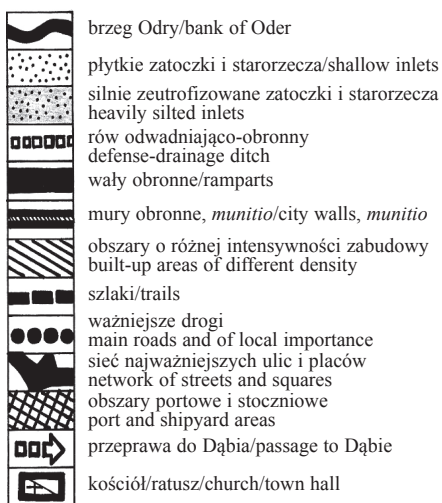 brzeg Odry/bank of Oder
płytkie zatoczki i starorzecza/shallow inlets
silnie zeutrofizowane zatoczki i starorzecza
heavily silted inlets
rów odwadniająco-obronny
defense-drainage ditch
wały obronne/ramparts
mury obronne, munitio/city walls, munitio
obszary o różnej intensywności zabudowy
built-up areas of different density
szlaki/trails
ważniejsze drogi
main roads and of local importance
sieć najważniejszych ulic i placów
network of streets and squares
obszary portowe i stoczniowe
port and shipyard areas
przeprawa do Dąbia/passage to Dąbie
kościół/ratusz/church/town hall